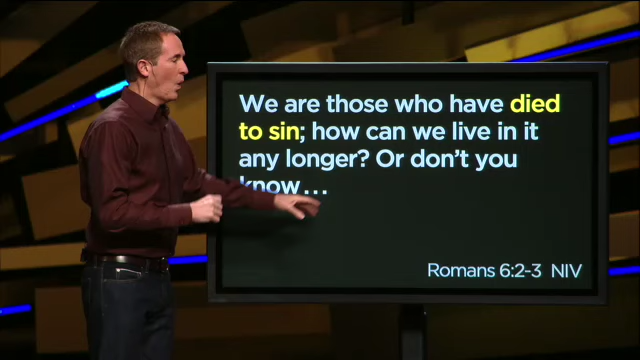 We are those who have died
to sin; how can we live in it
any longer? Or don't you
know...
Romans 6:2-3 NIV